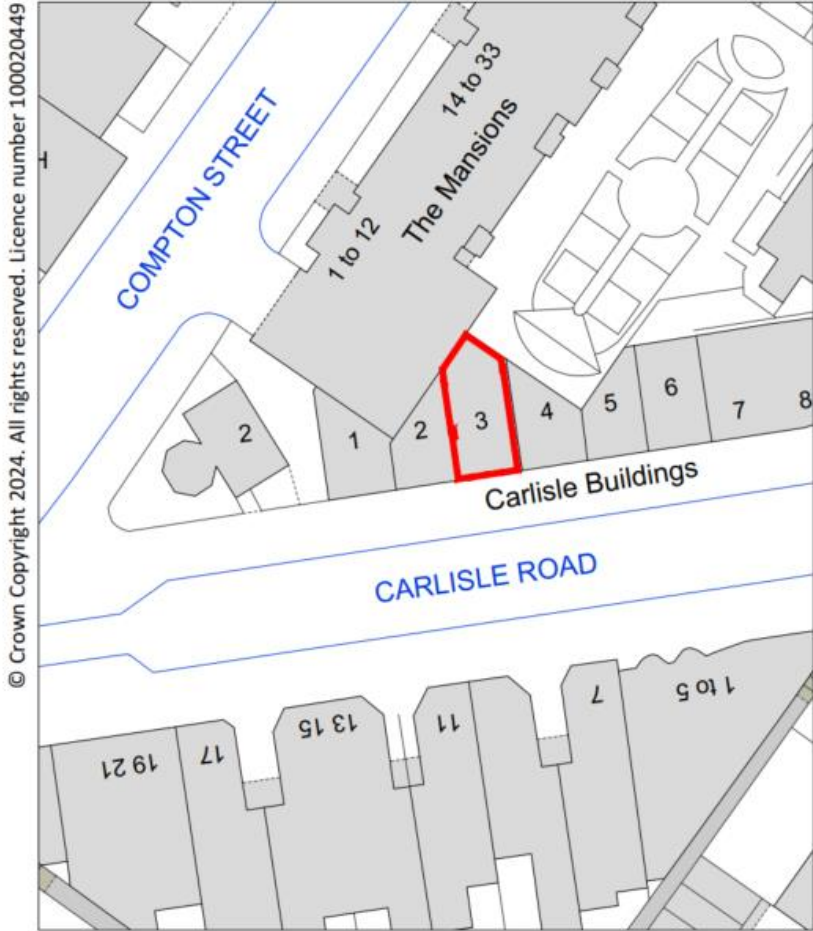 © Crown Copyright 2024. All rights reserved. Licence number 100020449
COMPTON STREET
14 to 33
The Mansions
1 to 12
H
2
1
2
3
4
5
6
7
8
Carlisle Buildings
CARLISLE ROAD
19 21
17
13 15
11
7
1 to 5